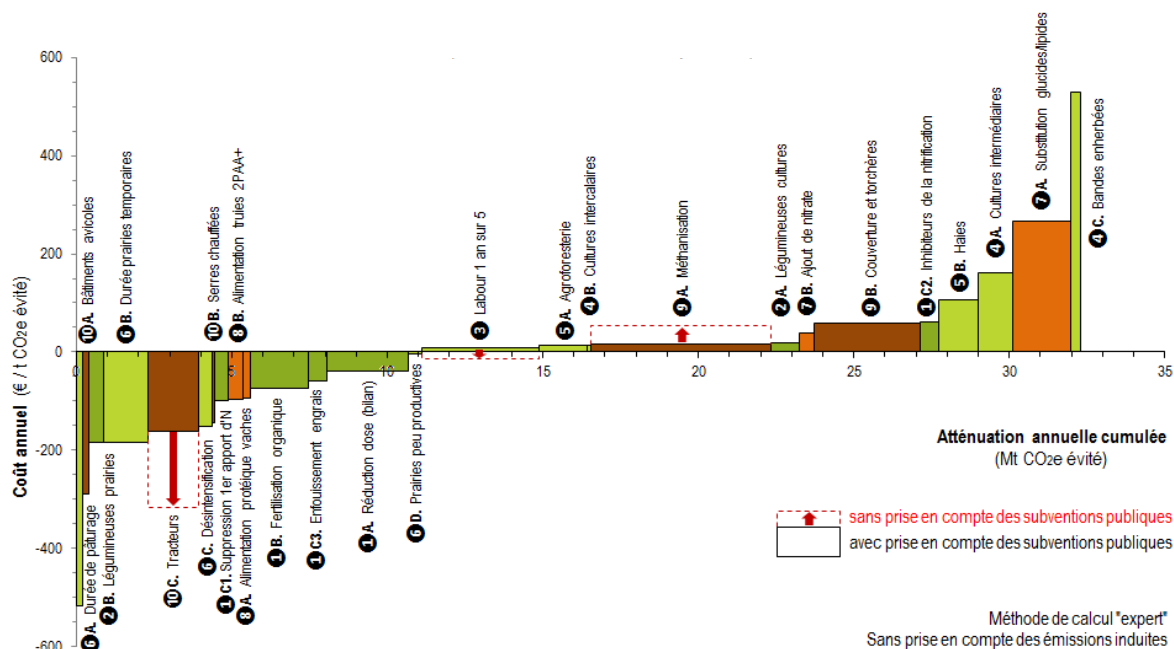 600
400
200
0
-200
-400
-600
Coût annuel (€ / t CO2e évité)
0
5
10
15
20
25
30
35
Atténuation annuelle cumulée
(Mt CO2e évité)
6 A. Durée de pâturage
10 A. Bâtiments avicoles
2 B. Légumineuses prairies
6 B. Durée prairies temporaires
10 C. Tracteurs
6 C. Désintensification
10 B. Serres chauffées
1 C1. Suppression 1er apport d'N
8 B. Alimentation truies 2PAA+
8 A. Alimentation protéique vaches
1 B. Fertilisation organique
1 C3. Enfouissement engrais
1 A. Réduction dose (bilan)
6 D. Prairies peu productives
3 Labour 1 an sur 5
5 A. Agroforesterie
4 B. Cultures intercalaires
9 A. Méthanisation
2 A. Légumineuses cultures
7 B. Ajout de nitrate
9 B. Couverture et torchères
1 C2. Inhibiteurs de la nitrification
5 B. Haies
4 A. Cultures intermédiaires
7 A. Substitution glucides/lipides
4 C. Bandes enherbées
sans prise en compte des subventions publiques
avec prise en compte des subventions publiques
Méthode de calcul "expert"
Sans prise en compte des émissions induites